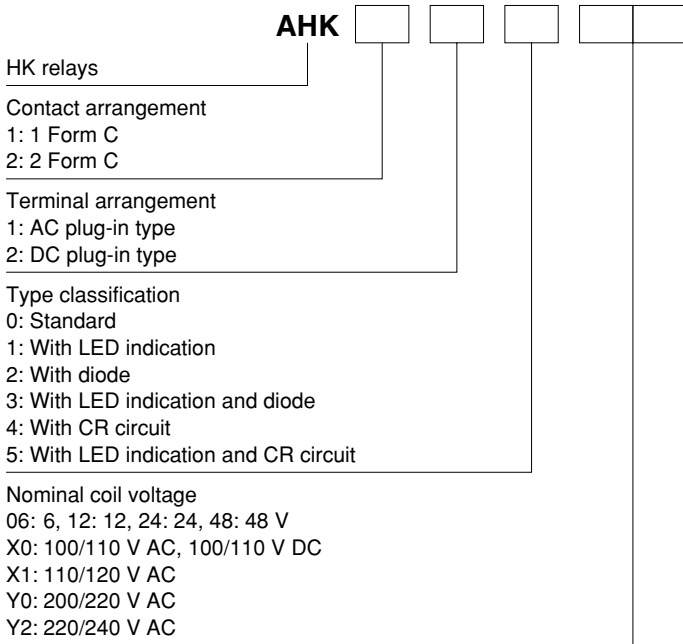 AHK
HK relays
Contact arrangement
1: 1 Form C
2: 2 Form C
Terminal arrangement
1: AC plug-in type
2: DC plug-in type
Type classification
0: Standard
1: With LED indication
2: With diode
3: With LED indication and diode
4: With CR circuit
5: With LED indication and CR circuit
Nominal coil voltage
06: 6, 12: 12, 24: 24, 48: 48 V
X0: 100/110 V AC, 100/110 V DC
X1: 110/120 V AC
Y0: 200/220 V AC
Y2: 220/240 V AC